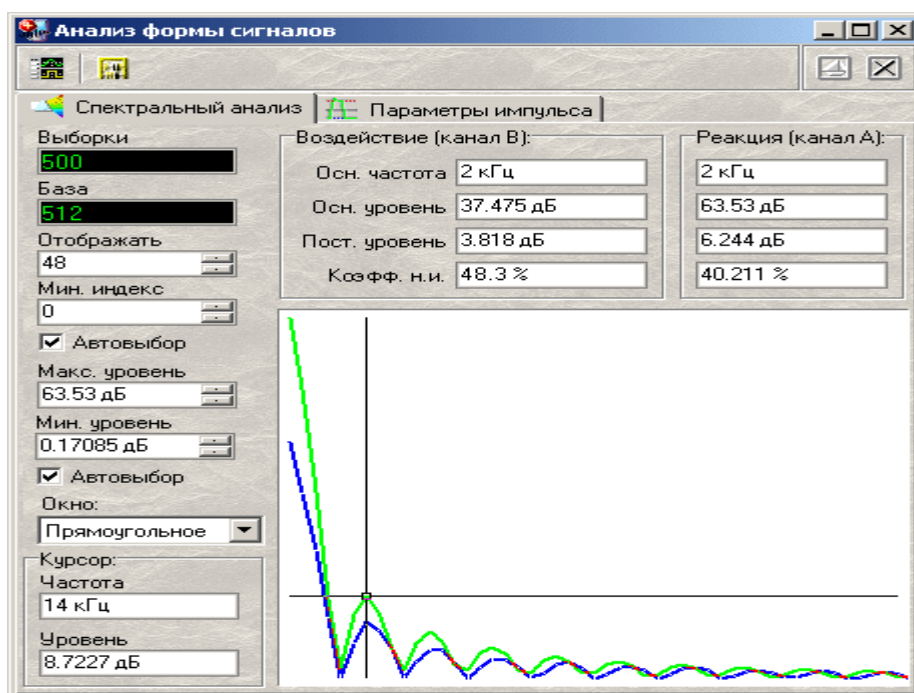 Анализ формы сигналов
Спектральный анализ
Параметры импульса
Выборки
500
База
512
Отображать
48
Мин. индекс
0
Автовыбор
Макс. уровень
63.53 дБ
Мин. уровень
0.17085 дБ
Автовыбор
Окно:
Прямоугольное
Курсор:
Частота
14 кГц
Уровень
8.7227 дБ
Воздействие (канал B):
Осн. частота 2 кГц
Осн. уровень 37.475 дБ
Пост. уровень 3.818 дБ
Коэфф. н.и. 48.3 %
Реакция (канал A):
2 кГц
63.53 дБ
6.244 дБ
40.211 %